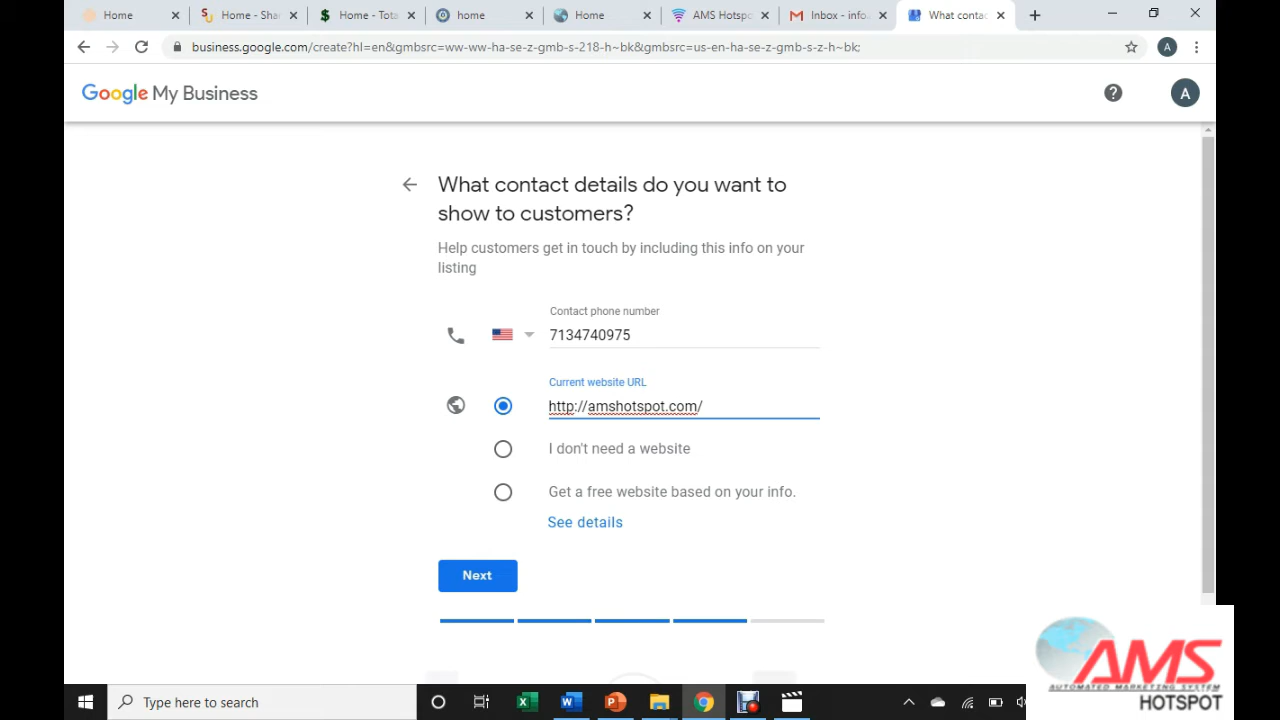 Home
Home - Sha
Home - Tota
home
Home
AMS Hotsp
Inbox - info
What conta
business.google.com/create?hl=en&gmbsrc=ww-ww-ha-se-z-gmb-s-218-h~bk&gmbsrc=us-en-ha-se-z-gmb-s-z-h~bk;
A
Google My Business
A
What contact details do you want to
show to customers?
Help customers get in touch by including this info on your
listing
Contact phone number
7134740975
Current website URL
http://amshotspot.com/
I don't need a website
Get a free website based on your info.
See details
Next
AMS
AUTOMATED MARKETING SYSTEM
HOTSPOT
Type here to search